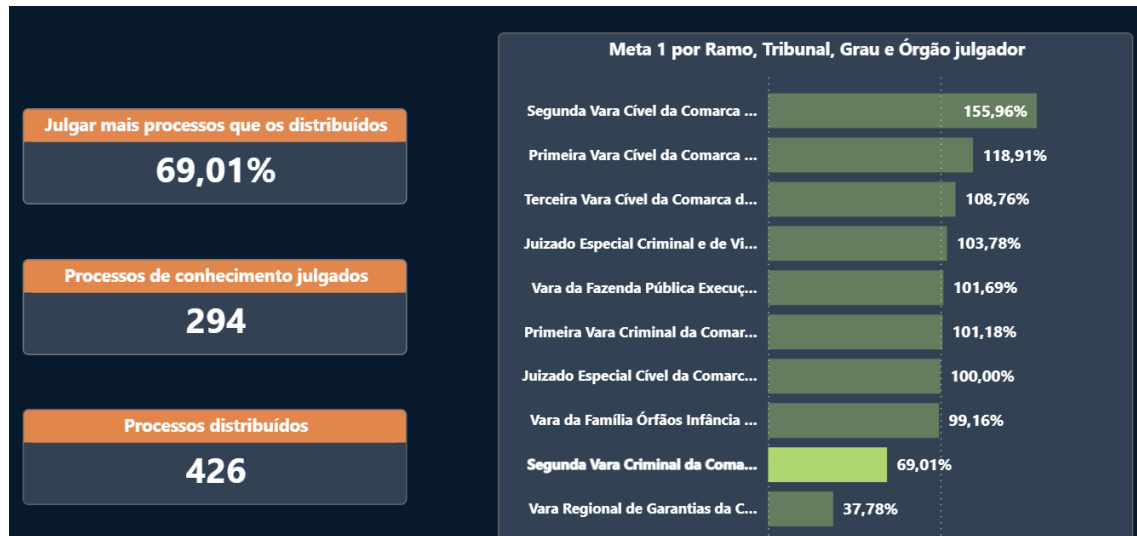 Julgar mais processos que os distribuídos
69,01%
Processos de conhecimento julgados
294
Processos distribuídos
426
Meta 1 por Ramo, Tribunal, Grau e Órgão julgador
Segunda Vara Cível da Comarca ... 155,96%
Primeira Vara Cível da Comarca ... 118,91%
Terceira Vara Cível da Comarca d... 108,76%
Juizado Especial Criminal e de Vi... 103,78%
Vara da Fazenda Pública Execuç... 101,69%
Primeira Vara Criminal da Comar... 101,18%
Juizado Especial Cível da Comarc... 100,00%
Vara da Família Órfãos Infância ... 99,16%
Segunda Vara Criminal da Coma... 69,01%
Vara Regional de Garantias da C... 37,78%